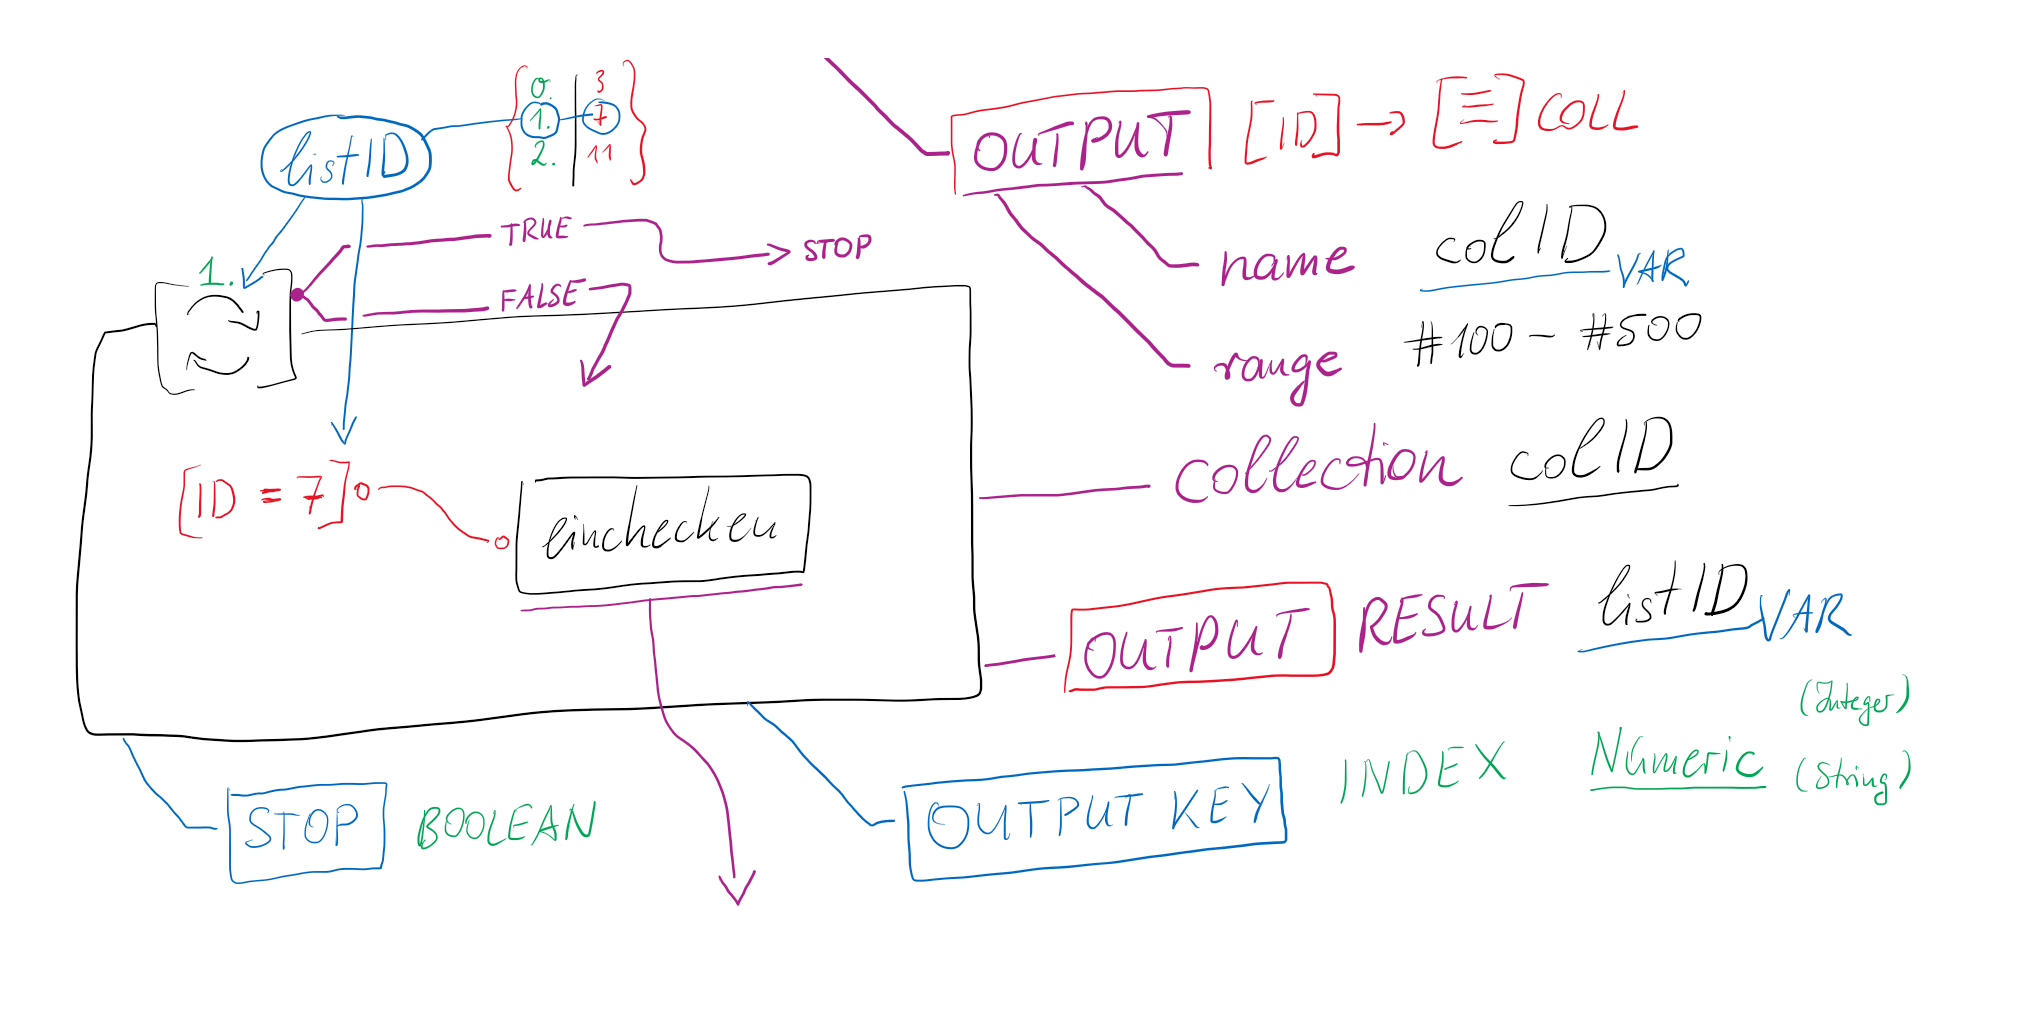 listID
0. 3
1. 7
2. 11
TRUE
STOP
FALSE
1.
[ID = 7]
einchecken
STOP
BOOLEAN
OUTPUT [ID] → [≡] COLL
name colID VAR
range #100 – #500
Collection colID
OUTPUT RESULT listID VAR
(Integer)
OUTPUT KEY INDEX Numeric (String)